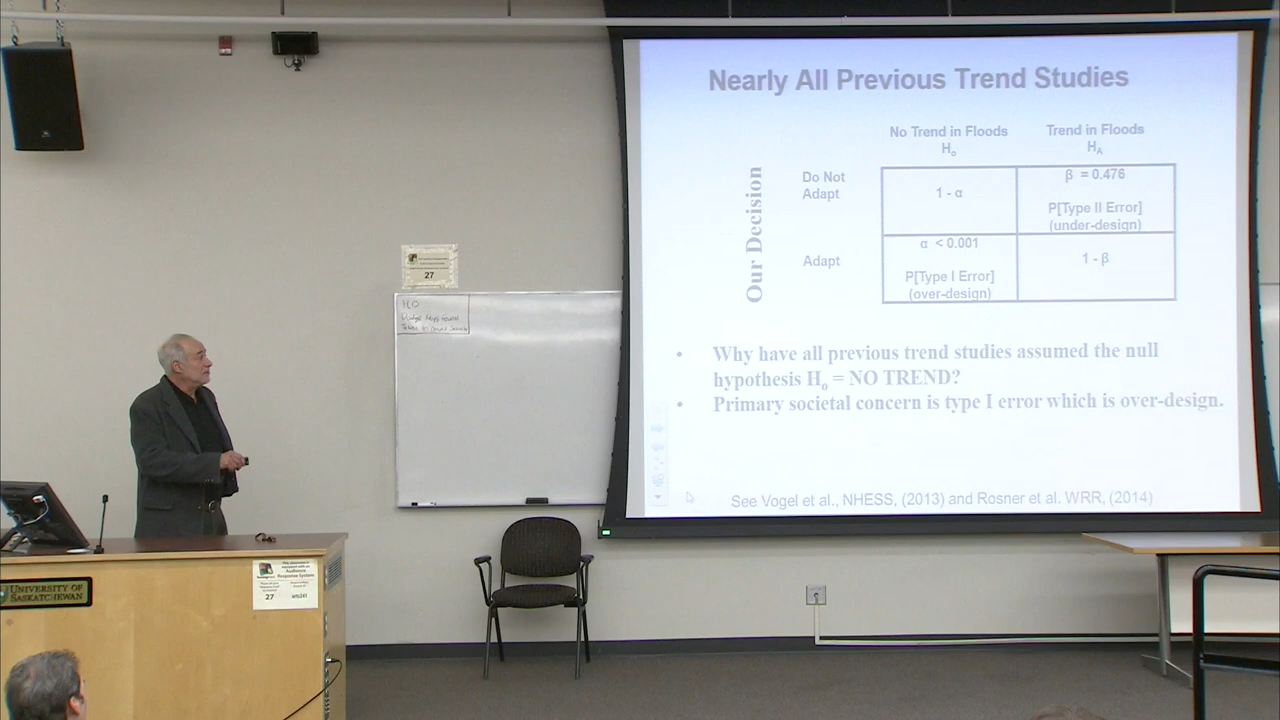 Nearly All Previous Trend Studies
No Trend in Floods
Trend in Floods
Ho
HA
Our Decision
Do Not
Adapt
1 - α
β = 0.476
P[Type II Error]
(under-design)
Adapt
α < 0.001
P[Type I Error]
(over-design)
1 - β
• Why have all previous trend studies assumed the null
hypothesis Ho = NO TREND?
• Primary societal concern is type I error which is over-design.
See Vogel et al., NHESS, (2013) and Rosner et al. WRR, (2014)
27
UNIVERSITY OF
SASKATCHEWAN
Audience
Response System
27